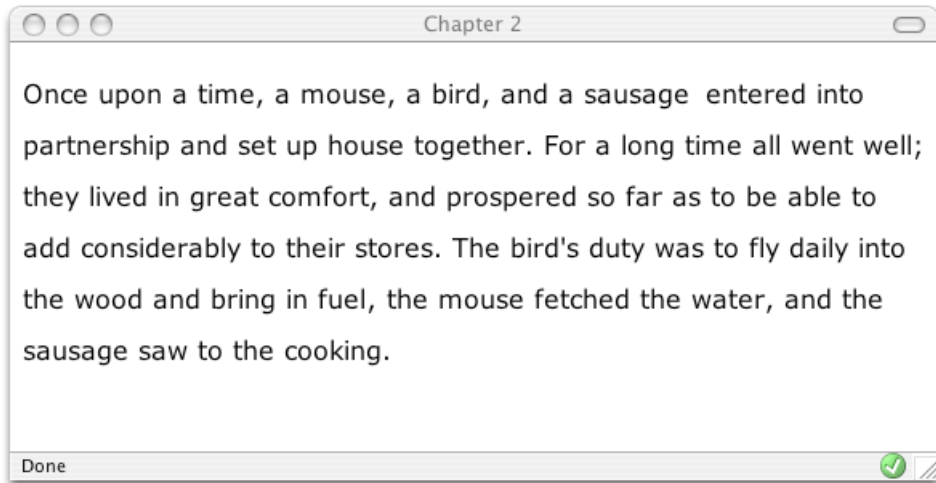 Chapter 2
Once upon a time, a mouse, a bird, and a sausage  entered into
partnership and set up house together. For a long time all went well;
they lived in great comfort, and prospered so far as to be able to
add considerably to their stores. The bird's duty was to fly daily into
the wood and bring in fuel, the mouse fetched the water, and the
sausage saw to the cooking.
Done